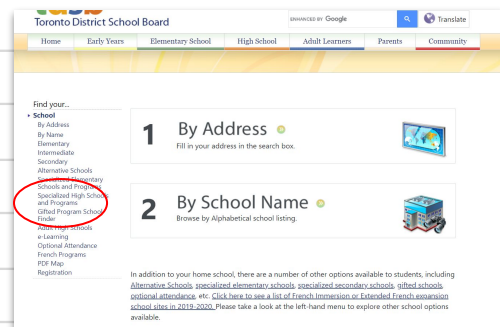 Toronto
District School Board
ENHANCED BY Google
Translate
Home
Early Years
Elementary School
High School
Adult Learners
Parents
Community
Find your...
School
By Address
By Name
Elementary
Intermediate
Secondary
Alternative Schools
Specialized Elementary
Schools and Programs
Specialized High Schools
and Programs
Gifted Program School
Finder
Adult High Schools
e-Learning
Optional Attendance
French Programs
PDF Map
Registration
1
By Address
Fill in your address in the search box.
2
By School Name
Browse by Alphabetical school listing.
In addition to your home school, there are a number of other options available to students, including
Alternative Schools, specialized elementary schools, specialized secondary schools, gifted schools,
optional attendance, etc. Click here to see a list of French Immersion or Extended French expansion
school sites in 2019-2020. Please take a look at the left-hand menu to explore other school options
available.